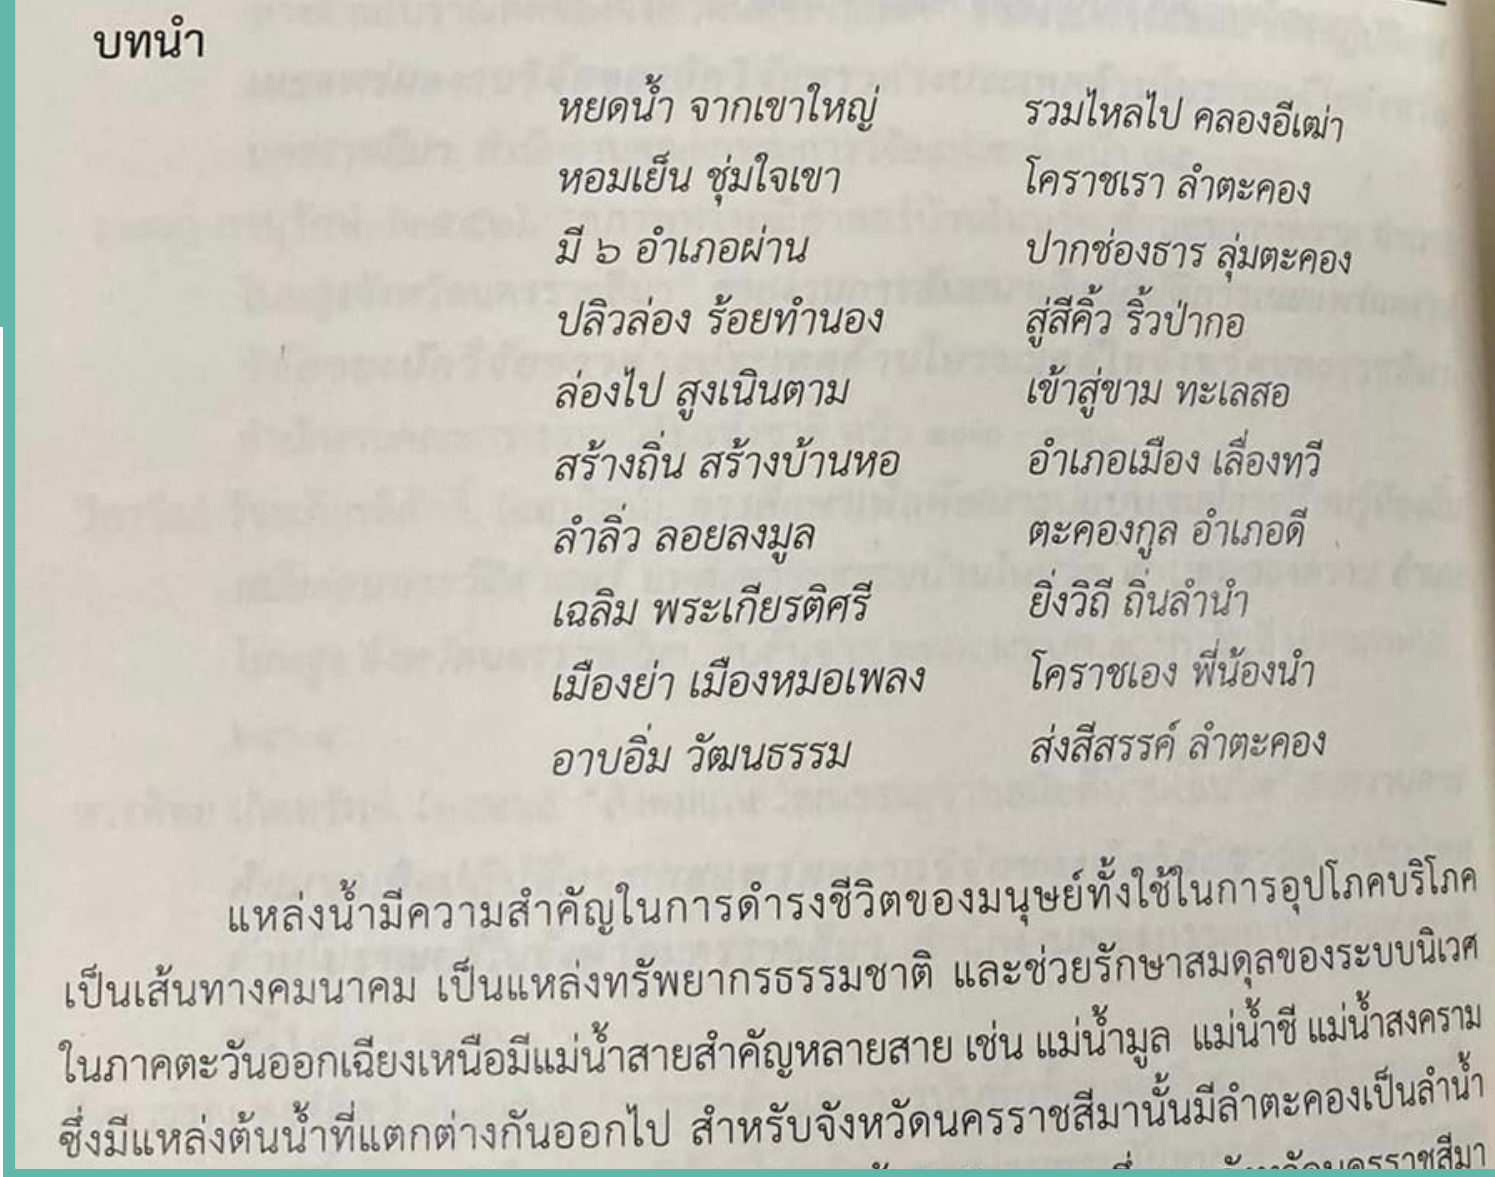 บทนำ
หยดน้ำ จากเขาใหญ่ รวมไหลไป คลองอีเฒ่า
หอมเย็น ชุ่มใจเขา โคราชเรา ลำตะคอง
มี ๖ อำเภอผ่าน ปากช่องธาร ลุ่มตะคอง
ปลิวล่อง ร้อยทำนอง สู่สีคิ้ว ริ้วป่ากอ
ล่องไป สูงเนินตาม เข้าสู่ขาม ทะเลสอ
สร้างถิ่น สร้างบ้านหอ อำเภอเมือง เลื่องทวี
ลำลิ่ว ลอยลงมูล ตะคองกูล อำเภอดี
เฉลิม พระเกียรติศรี ยิ่งวิถี ถิ่นลำนำ
เมืองย่า เมืองหมอเพลง โคราชเอง พี่น้องนำ
อาบอิ่ม วัฒนธรรม ส่งสีสรรค์ ลำตะคอง
แหล่งน้ำมีความสำคัญในการดำรงชีวิตของมนุษย์ทั้งใช้ในการอุปโภคบริโภค
เป็นเส้นทางคมนาคม เป็นแหล่งทรัพยากรธรรมชาติ และช่วยรักษาสมดุลของระบบนิเวศ
ในภาคตะวันออกเฉียงเหนือมีแม่น้ำสายสำคัญหลายสาย เช่น แม่น้ำมูล แม่น้ำชี แม่น้ำสงคราม
ซึ่งมีแหล่งต้นน้ำที่แตกต่างกันออกไป สำหรับจังหวัดนครราชสีมานั้นมีลำตะคองเป็นลำน้ำ